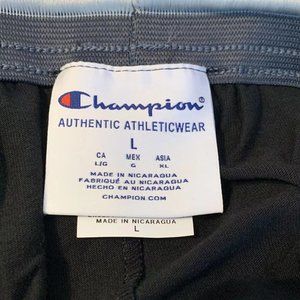 Champion®
AUTHENTIC ATHLETICWEAR
L
CA MEX ASIA
L/G G XL
MADE IN NICARAGUA
FABRIQUÉ AU NICARAGUA
HECHO EN NICARAGUA
CHAMPION.COM
MADE IN NICARAGUA
L